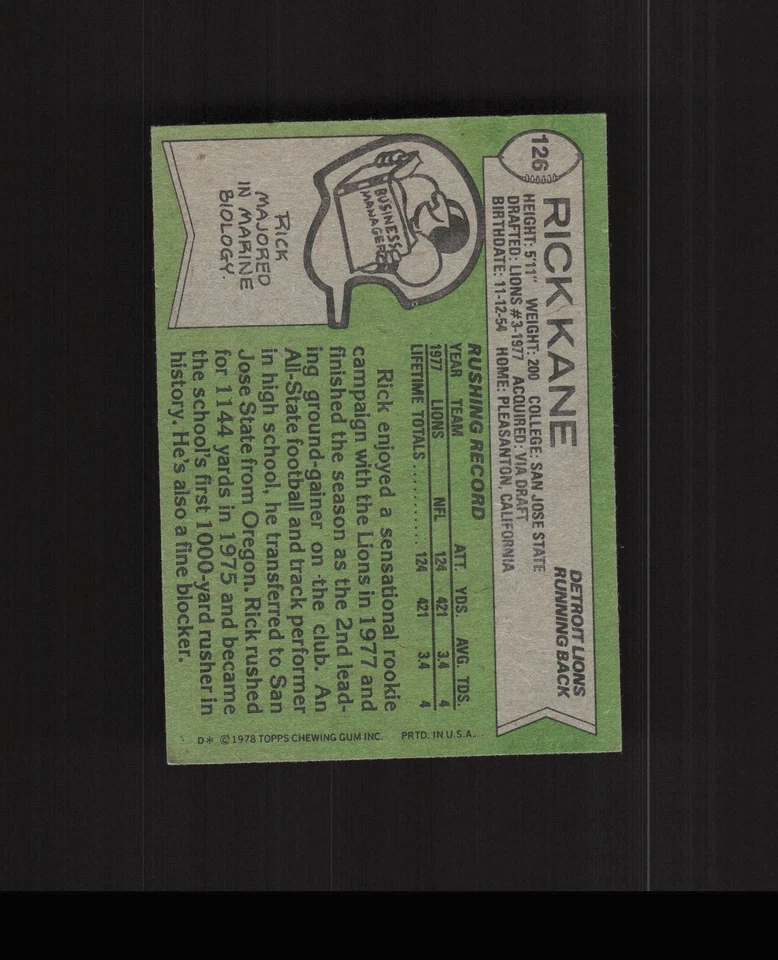 126
RICK KANE
DETROIT LIONS
RUNNING BACK
HEIGHT: 5'11" WEIGHT: 200 COLLEGE: SAN JOSE STATE
DRAFTED: LIONS #3-1977 ACQUIRED: VIA DRAFT
BIRTHDATE: 11-12-54 HOME: PLEASANTON, CALIFORNIA
BUSINESS
MANAGER
RICK
MAJORED
IN MARINE
BIOLOGY.
RUSHING RECORD
YEAR TEAM ATT. YDS. AVG. TDS.
1977 LIONS NFL 124 421 3.4 4
LIFETIME TOTALS........... 124 421 3.4 4
Rick enjoyed a sensational rookie
campaign with the Lions in 1977 and
finished the season as the 2nd lead-
ing ground-gainer on the club. An
All-State football and track performer
in high school, he transferred to San
Jose State from Oregon. Rick rushed
for 1144 yards in 1975 and became
the school's first 1000-yard rusher in
history. He's also a fine blocker.
D* © 1978 TOPPS CHEWING GUM INC. PRTD. IN U.S.A.